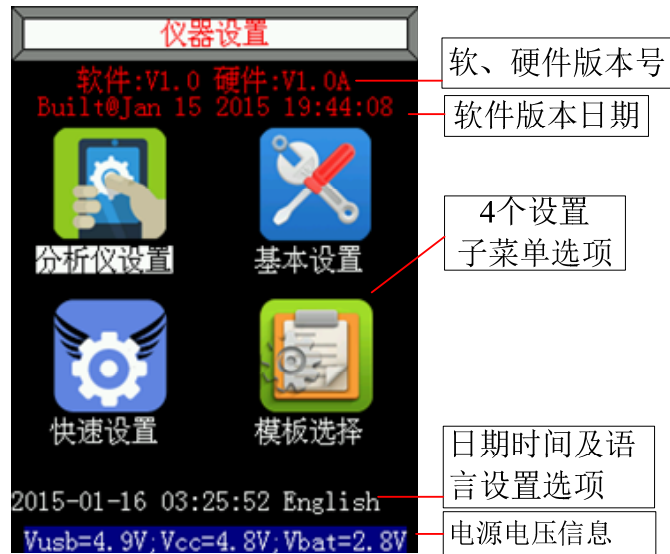 仪器设置
软件:V1.0 硬件:V1.0A
Built@Jan 15 2015 19:44:08
分析仪设置
基本设置
快速设置
模板选择
2015-01-16 03:25:52 English
Vusb=4.9V;Vcc=4.8V;Vbat=2.8V
软、硬件版本号
软件版本日期
4个设置
子菜单选项
日期时间及语
言设置选项
电源电压信息